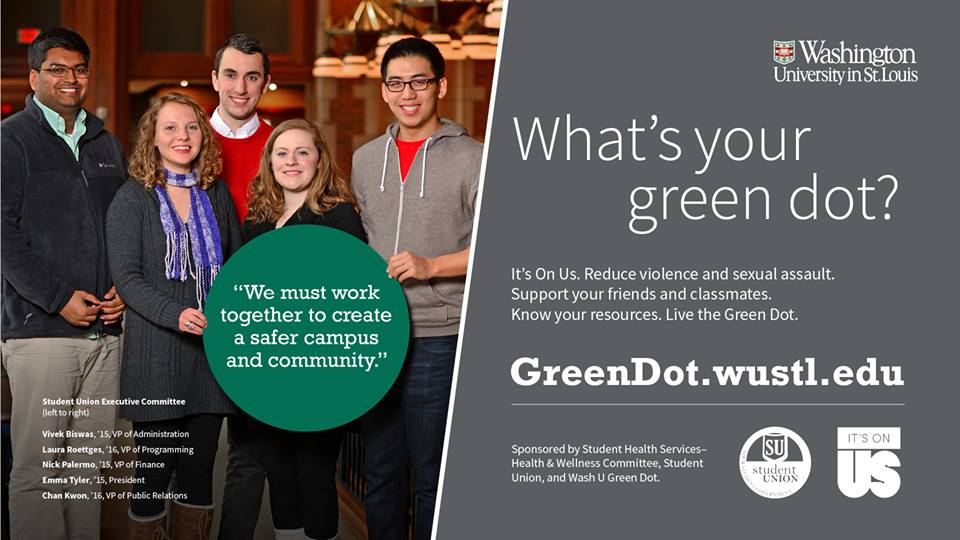 “We must work
together to create
a safer campus
and community.”
Student Union Executive Committee
(left to right)
Vivek Biswas, ’15, VP of Administration
Laura Roettges, ’16, VP of Programming
Nick Palermo, ’15, VP of Finance
Emma Tyler, ’15, President
Chan Kwon, ’16, VP of Public Relations
Washington
University in St. Louis
What’s your
green dot?
It’s On Us. Reduce violence and sexual assault.
Support your friends and classmates.
Know your resources. Live the Green Dot.
GreenDot.wustl.edu
Sponsored by Student Health Services–
Health & Wellness Committee, Student
Union, and Wash U Green Dot.
SU
student
UNION
IT’S ON
US